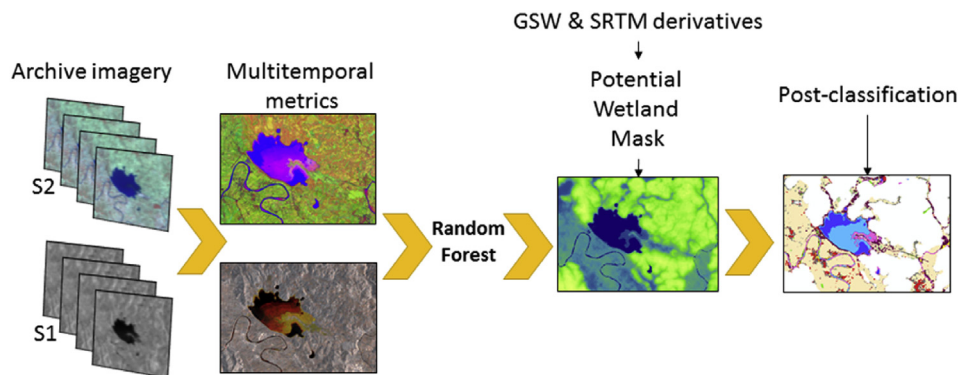 Archive imagery
S2
S1
Multitemporal
metrics
Random
Forest
GSW & SRTM derivatives
Potential
Wetland
Mask
Post-classification